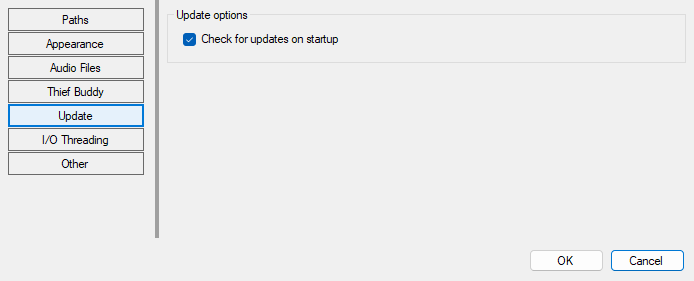 Paths
Appearance
Audio Files
Thief Buddy
Update
I/O Threading
Other
Update options
Check for updates on startup
OK
Cancel